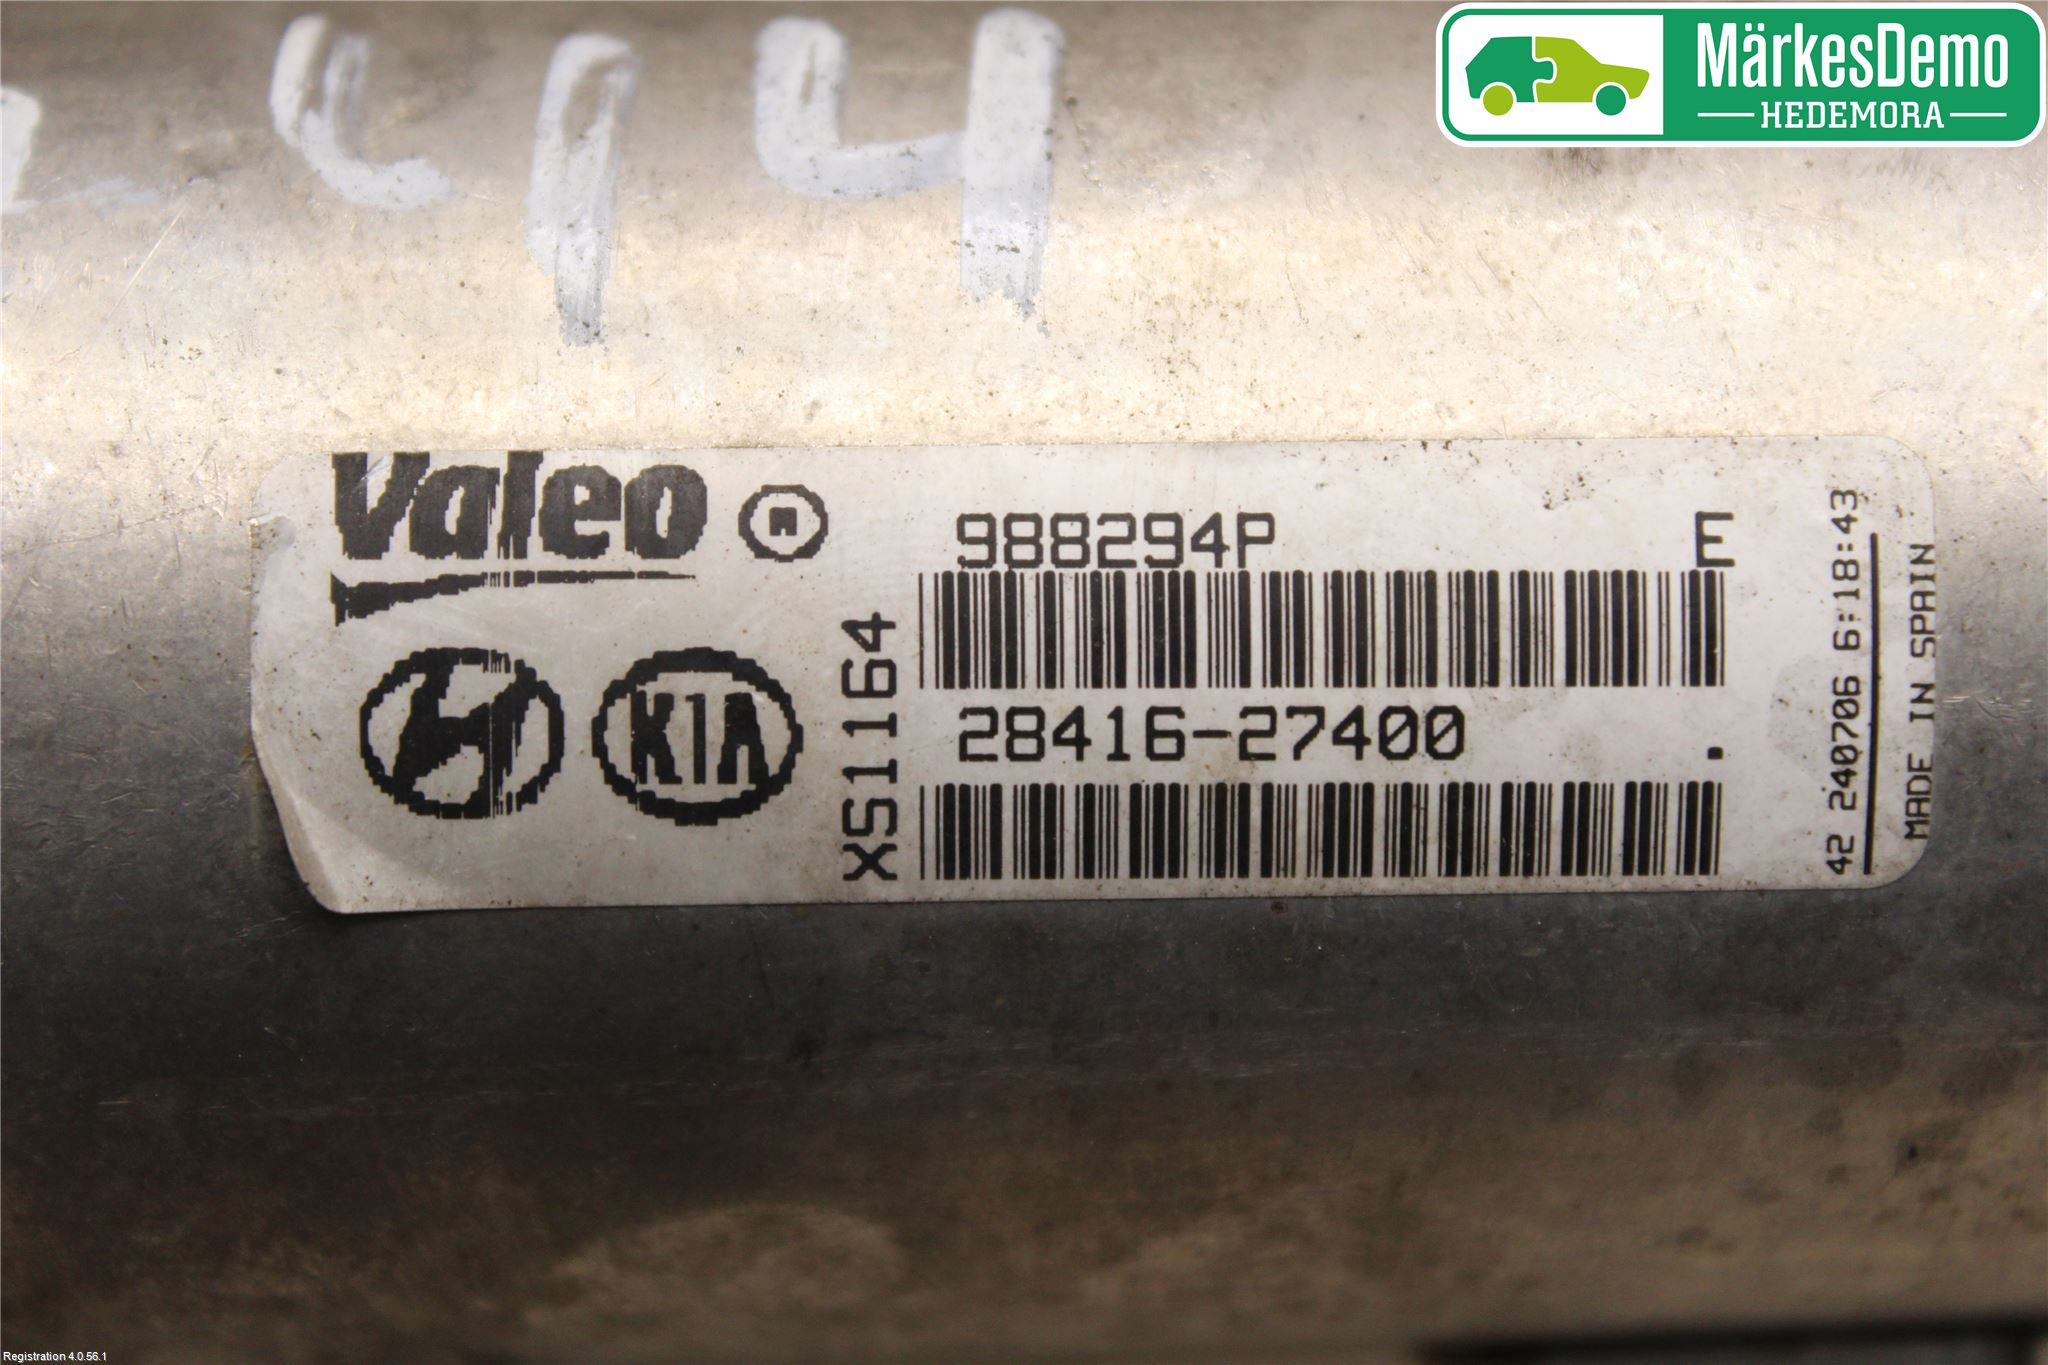 MärkesDemo
HEDEMORA
Valeo
988294P E
KIA
XS1164
28416-27400 .
42 240706 6:18:43
MADE IN SPAIN
Registration 4.0.56.1